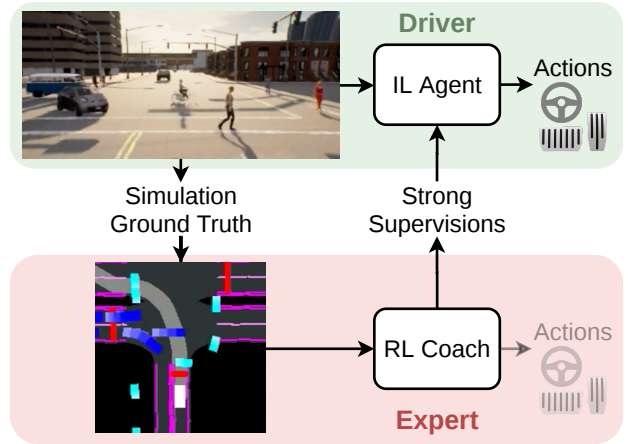 Driver
IL Agent
Actions
Simulation
Ground Truth
Strong
Supervisions
RL Coach
Actions
Expert